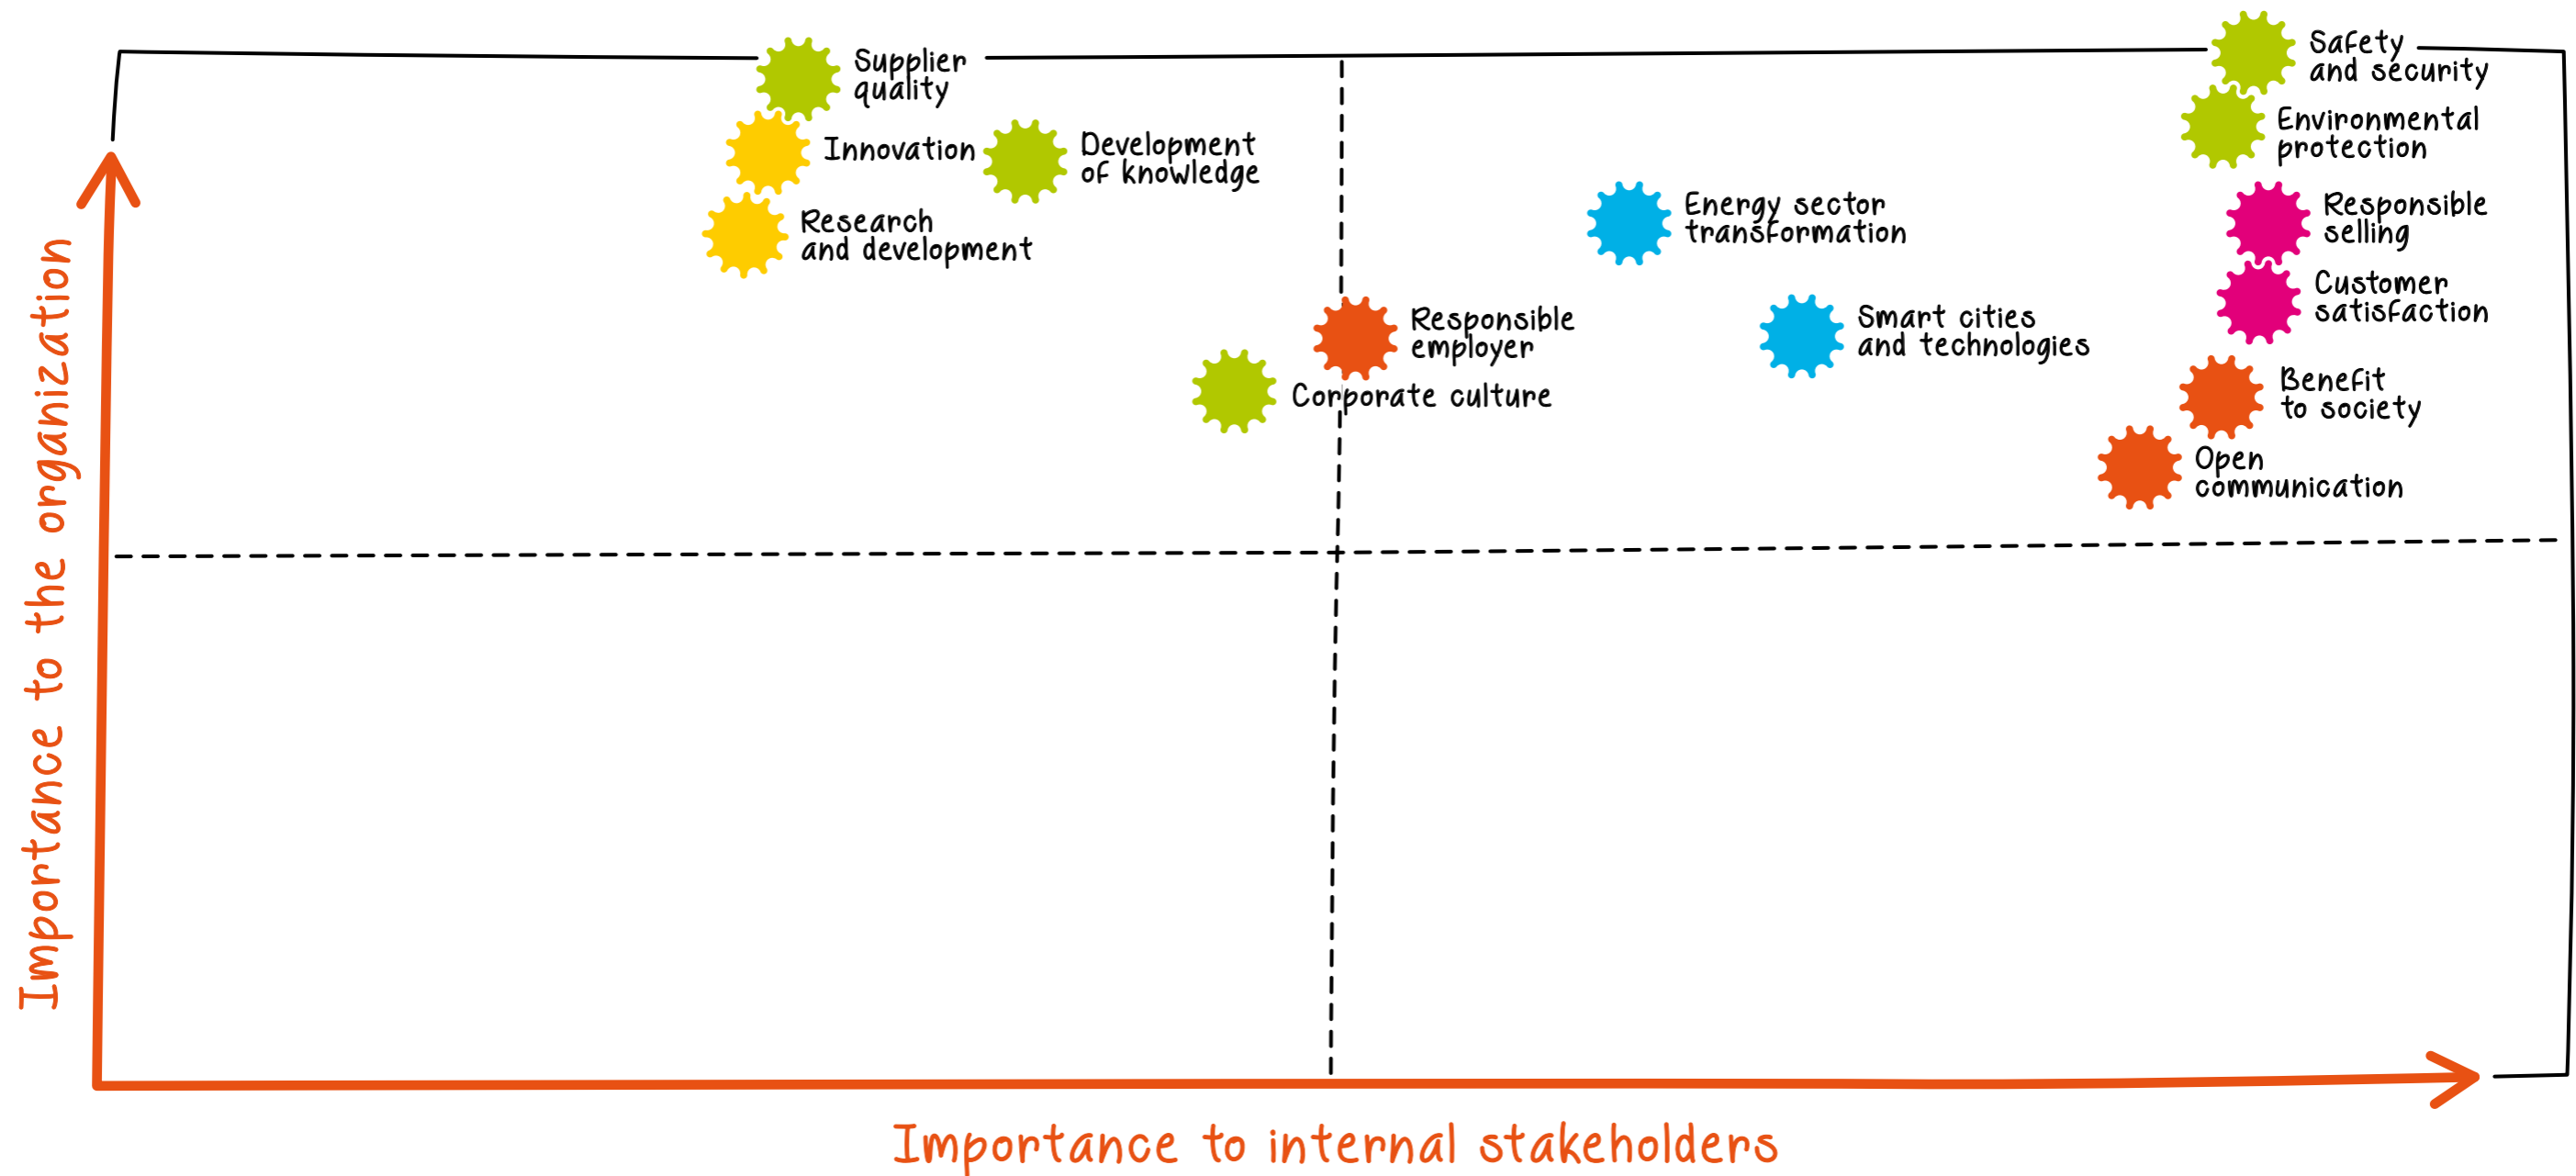 Supplier
quality
Safety
and security
Innovation
Development
of knowledge
Environmental
protection
Research
and development
Energy sector
transformation
Responsible
selling
Responsible
employer
Smart cities
and technologies
Customer
satisfaction
Corporate culture
Benefit
to society
Open
communication
Importance to the organization
Importance to internal stakeholders